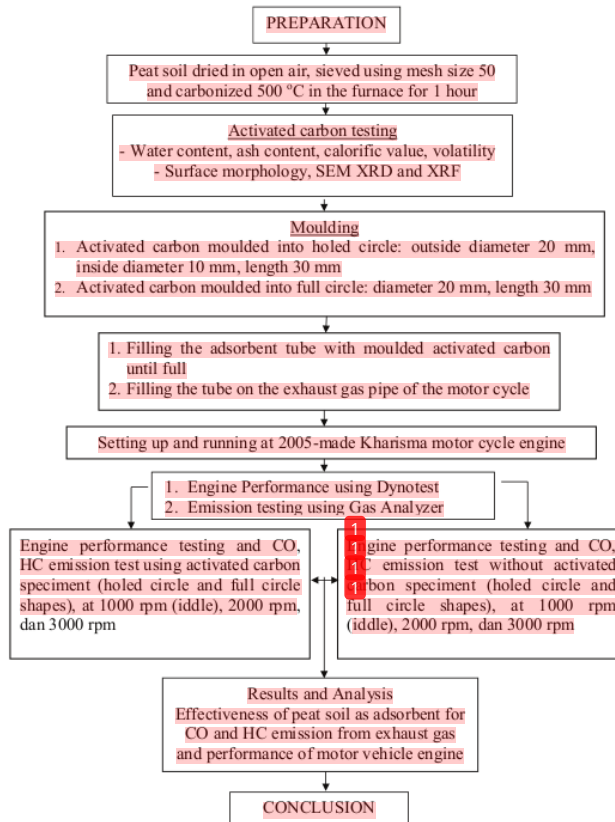 PREPARATION
Peat soil dried in open air, sieved using mesh size 50
and carbonized 500 °C in the furnace for 1 hour
Activated carbon testing
- Water content, ash content, calorific value, volatility
- Surface morphology, SEM XRD and XRF
Moulding
1. Activated carbon moulded into holed circle: outside diameter 20 mm,
inside diameter 10 mm, length 30 mm
2. Activated carbon moulded into full circle: diameter 20 mm, length 30 mm
1. Filling the adsorbent tube with moulded activated carbon
until full
2. Filling the tube on the exhaust gas pipe of the motor cycle
Setting up and running at 2005-made Kharisma motor cycle engine
1. Engine Performance using Dynotest
2. Emission testing using Gas Analyzer
Engine performance testing and CO,
HC emission test using activated carbon
speciment (holed circle and full circle
shapes), at 1000 rpm (iddle), 2000 rpm,
dan 3000 rpm
1
1
1
1
Engine performance testing and CO,
HC emission test without activated
carbon speciment (holed circle and
full circle shapes), at 1000 rpm
(iddle), 2000 rpm, dan 3000 rpm
Results and Analysis
Effectiveness of peat soil as adsorbent for
CO and HC emission from exhaust gas
and performance of motor vehicle engine
CONCLUSION